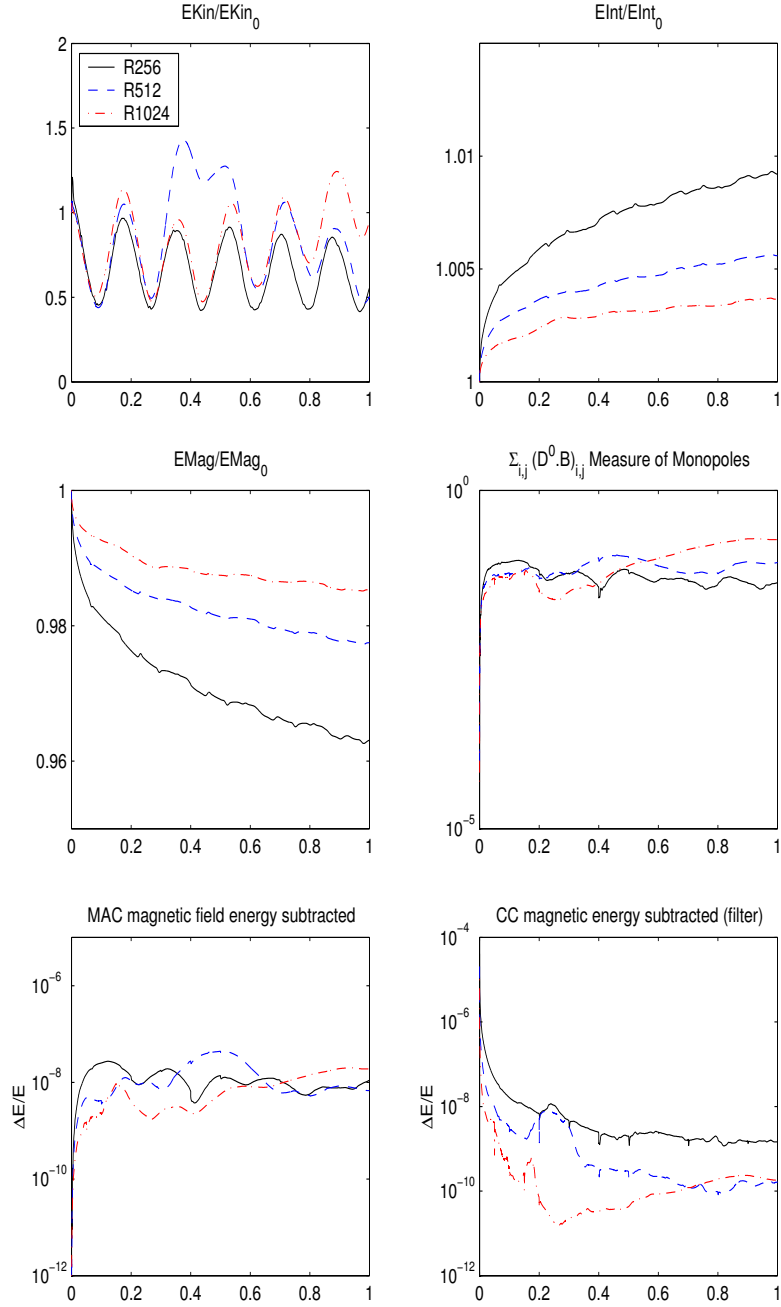 EKin/EKin₀
2
1.5
1
0.5
0
R256
R512
R1024
0 0.2 0.4 0.6 0.8 1
EInt/EInt₀
1.01
1.005
1
0 0.2 0.4 0.6 0.8 1
EMag/EMag₀
1
0.98
0.96
0 0.2 0.4 0.6 0.8 1
Σi,j (D⁰.B)i,j Measure of Monopoles
10⁰
10⁻⁵
0 0.2 0.4 0.6 0.8 1
MAC magnetic field energy subtracted
10⁻⁶
10⁻⁸
10⁻¹⁰
10⁻¹²
ΔE/E
0 0.2 0.4 0.6 0.8 1
CC magnetic energy subtracted (filter)
10⁻⁴
10⁻⁶
10⁻⁸
10⁻¹⁰
10⁻¹²
ΔE/E
0 0.2 0.4 0.6 0.8 1